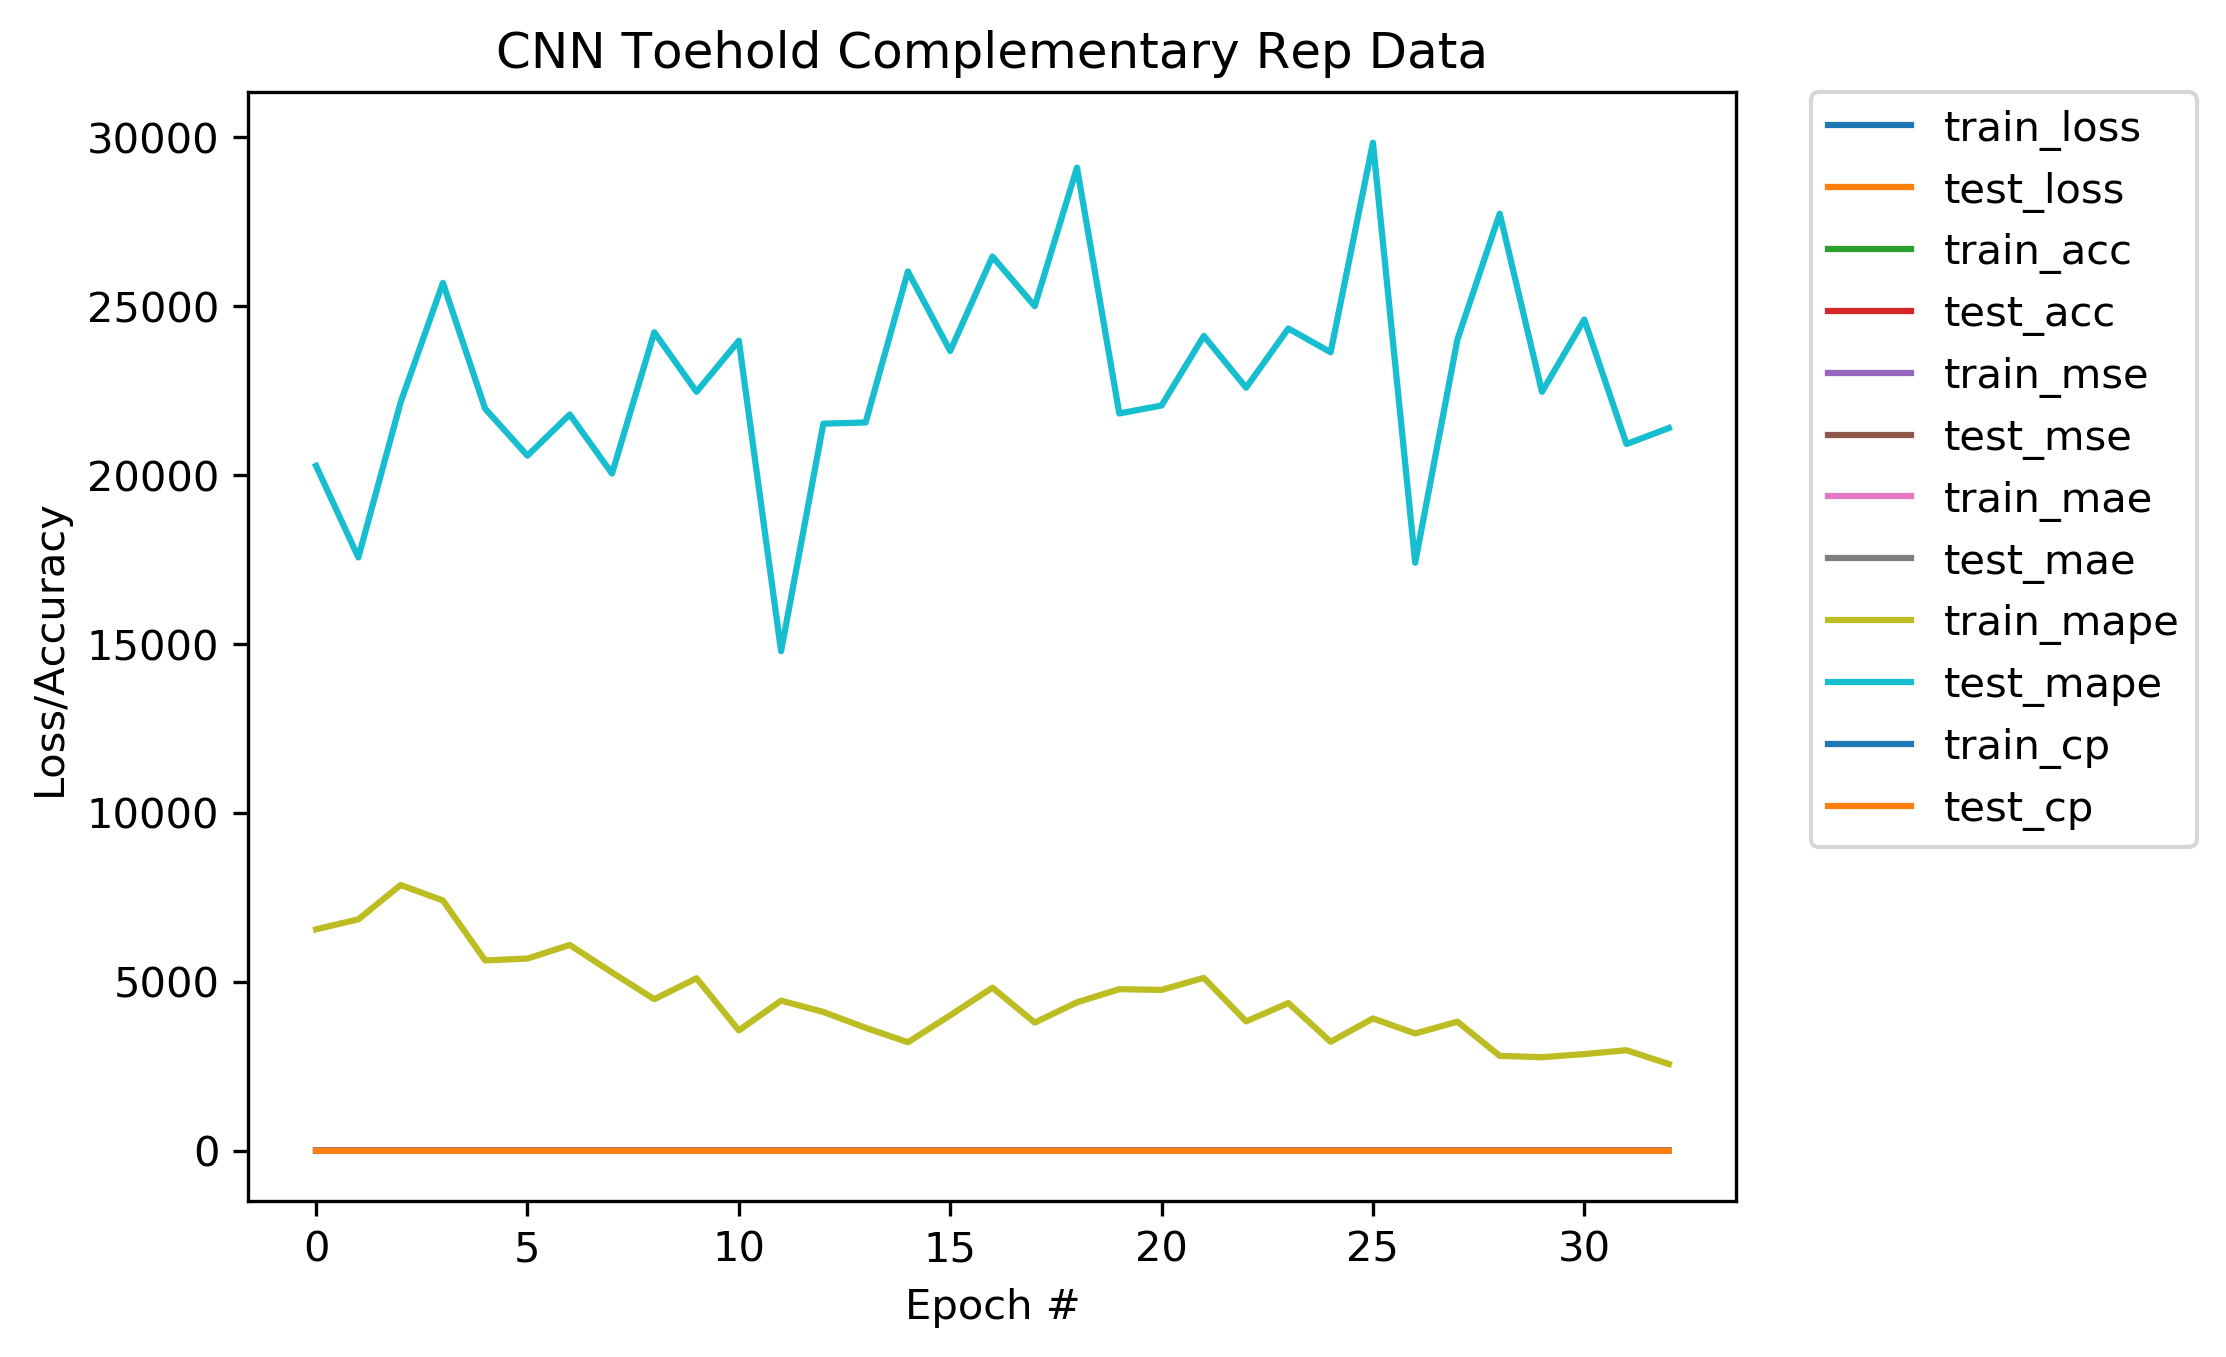 CNN Toehold Complementary Rep Data
Loss/Accuracy
30000
25000
20000
15000
10000
5000
0
0 5 10 15 20 25 30
Epoch #
train_loss
test_loss
train_acc
test_acc
train_mse
test_mse
train_mae
test_mae
train_mape
test_mape
train_cp
test_cp